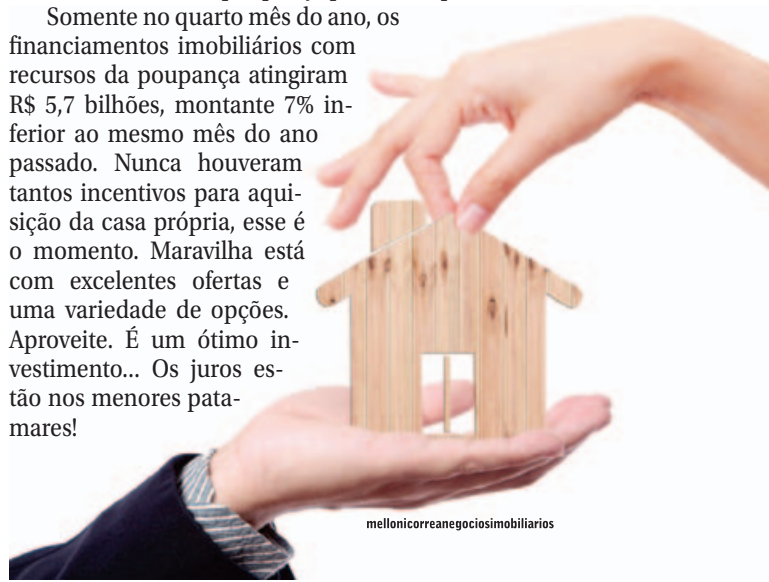 Somente no quarto mês do ano, os
financiamentos imobiliários com
recursos da poupança atingiram
R$ 5,7 bilhões, montante 7% in-
ferior ao mesmo mês do ano
passado. Nunca houveram
tantos incentivos para aqui-
sição da casa própria, esse é
o momento. Maravilha está
com excelentes ofertas e
uma variedade de opções.
Aproveite. É um ótimo in-
vestimento... Os juros es-
tão nos menores pata-
mares!
mellonicorreanegociosimobiliarios